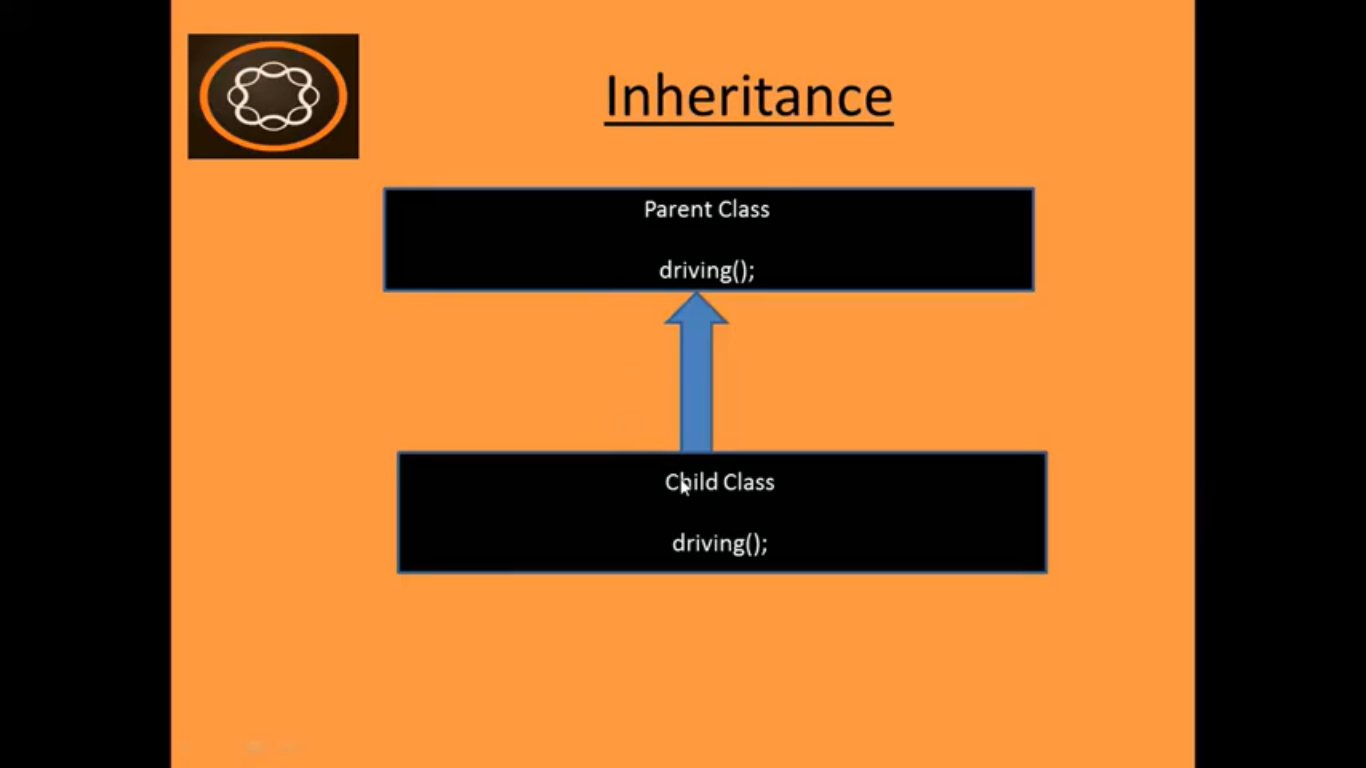 Inheritance
Parent Class
driving();
Child Class
driving();